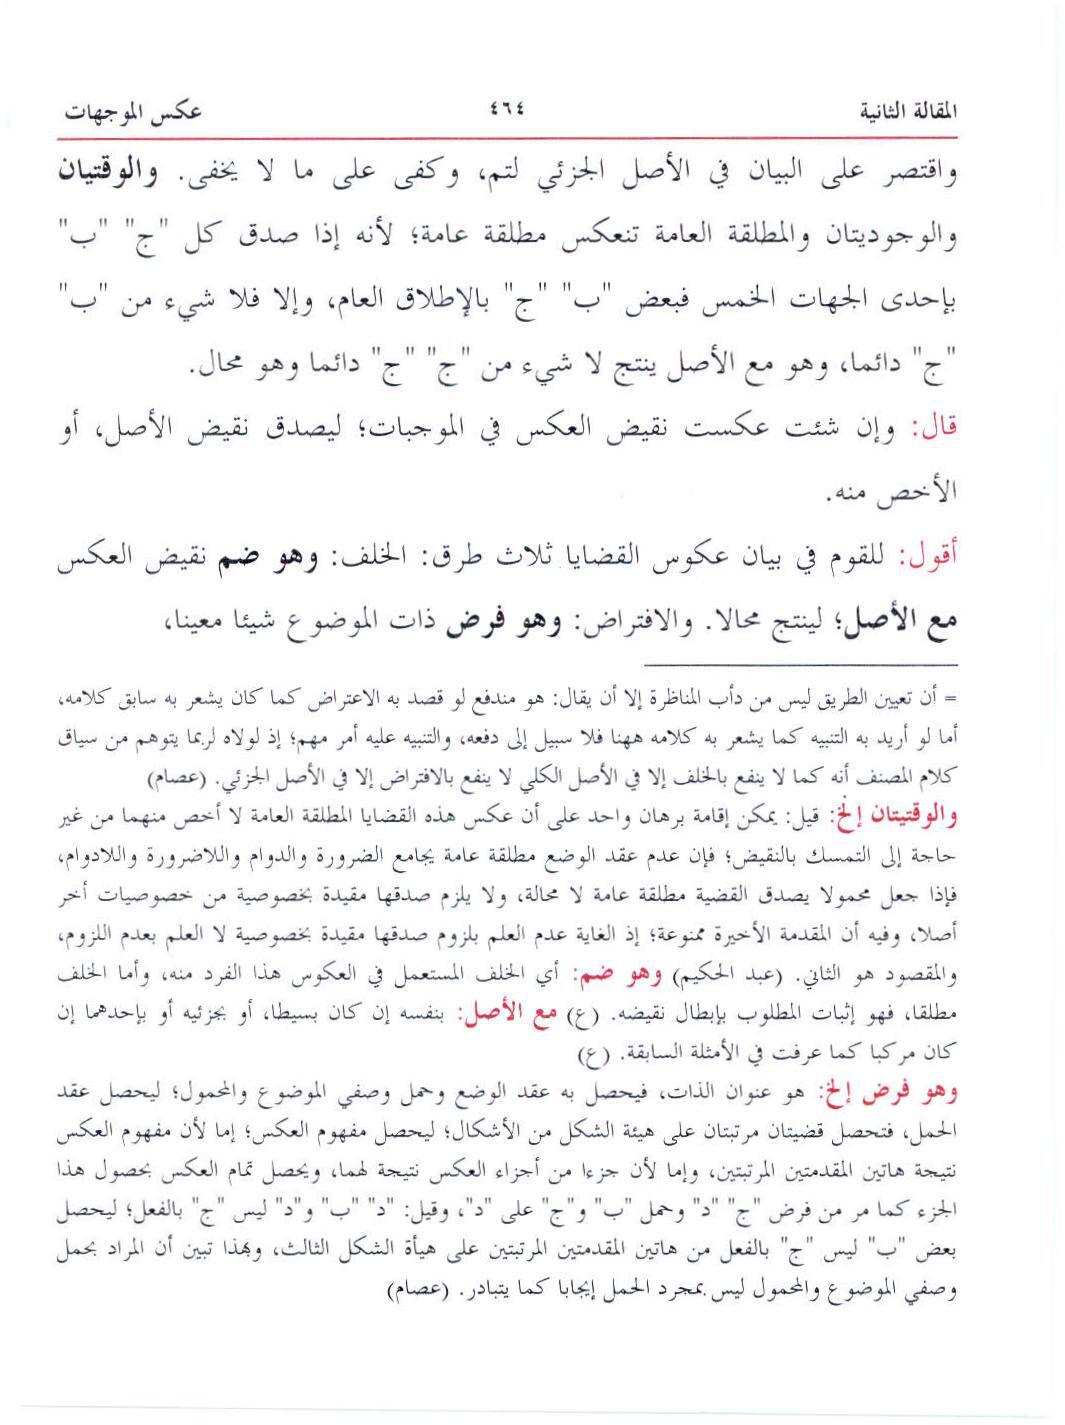 المقالة الثانية ٤٦٤ عكس الموجهات
واقتصر على البيان في الأصل الجزئي لتم، وكفى على ما لا يخفى. والوقتيان
والوجوديتان والمطلقة العامة تنعكس مطلقة عامة؛ لأنه إذا صدق كل "ج" "ب"
بإحدى الجهات الخمس فبعض "ب" "ج" بالإطلاق العام، وإلا فلا شيء من "ب"
"ج" دائما، وهو مع الأصل ينتج لا شيء من "ج" "ج" دائما وهو محال.
قال: وإن شئت عكست نقيض العكس في الموجبات؛ ليصدق نقيض الأصل، أو
الأخص منه.
أقول: للقوم في بيان عكوس القضايا ثلاث طرق: الخلف: وهو ضم نقيض العكس
مع الأصل؛ لينتج محالا. والافتراض: وهو فرض ذات الموضوع شيئا معينا،
= أن تعيين الطريق ليس من دأب المناظرة إلا أن يقال: هو مندفع لو قصد به الاعتراض كما كان يشعر به سابق كلامه،
أما لو أريد به التنبيه كما يشعر به كلامه ههنا فلا سبيل إلى دفعه، والتنبيه عليه أمر مهم؛ إذ لولاه لربما يتوهم من سياق
كلام المصنف أنه كما لا ينفع بالخلف إلا في الأصل الكلي لا ينفع بالافتراض إلا في الأصل الجزئي. (عصام)
والوقتيتان إلخ: قيل: يمكن إقامة برهان واحد على أن عكس هذه القضايا المطلقة العامة لا أخص منهما من غير
حاجة إلى التمسك بالنقيض؛ فإن عدم عقد الوضع مطلقة عامة يجامع الضرورة والدوام واللاضرورة واللادوام،
فإذا جعل محمولا يصدق القضية مطلقة عامة لا محالة، ولا يلزم صدقها مقيدة بخصوصية من خصوصيات أخر
أصلا، وفيه أن المقدمة الأخيرة ممنوعة؛ إذ الغاية عدم العلم بلزوم صدقها مقيدة بخصوصية لا العلم بعدم اللزوم،
والمقصود هو الثاني. (عبد الحكيم) وهو ضم: أي الخلف المستعمل في العكوس هذا الفرد منه، وأما الخلف
مطلقا، فهو إثبات المطلوب بإبطال نقيضه. (ع) مع الأصل: بنفسه إن كان بسيطا، أو بجزئيه أو بإحدهما إن
كان مركبا كما عرفت في الأمثلة السابقة. (ع)
وهو فرض إلخ: هو عنوان الذات، فيحصل به عقد الوضع وحمل وصفي الموضوع والمحمول؛ ليحصل عقد
الحمل، فتحصل قضيتان مرتبتان على هيئة الشكل من الأشكال؛ ليحصل مفهوم العكس؛ إما لأن مفهوم العكس
نتيجة هاتين المقدمتين المرتبتين، وإما لأن جزءا من أجزاء العكس نتيجة لهما، ويحصل تمام العكس بحصول هذا
الجزء كما مر من فرض "ج" "د" وحمل "ب" و"ج" على "د"، وقيل: "د" "ب" و"د" ليس "ج" بالفعل؛ ليحصل
بعض "ب" ليس "ج" بالفعل من هاتين المقدمتين المرتبتين على هيأة الشكل الثالث، وبهذا تبين أن المراد بحمل
وصفي الموضوع والمحمول ليس بمجرد الحمل إيجابا كما يتبادر. (عصام)